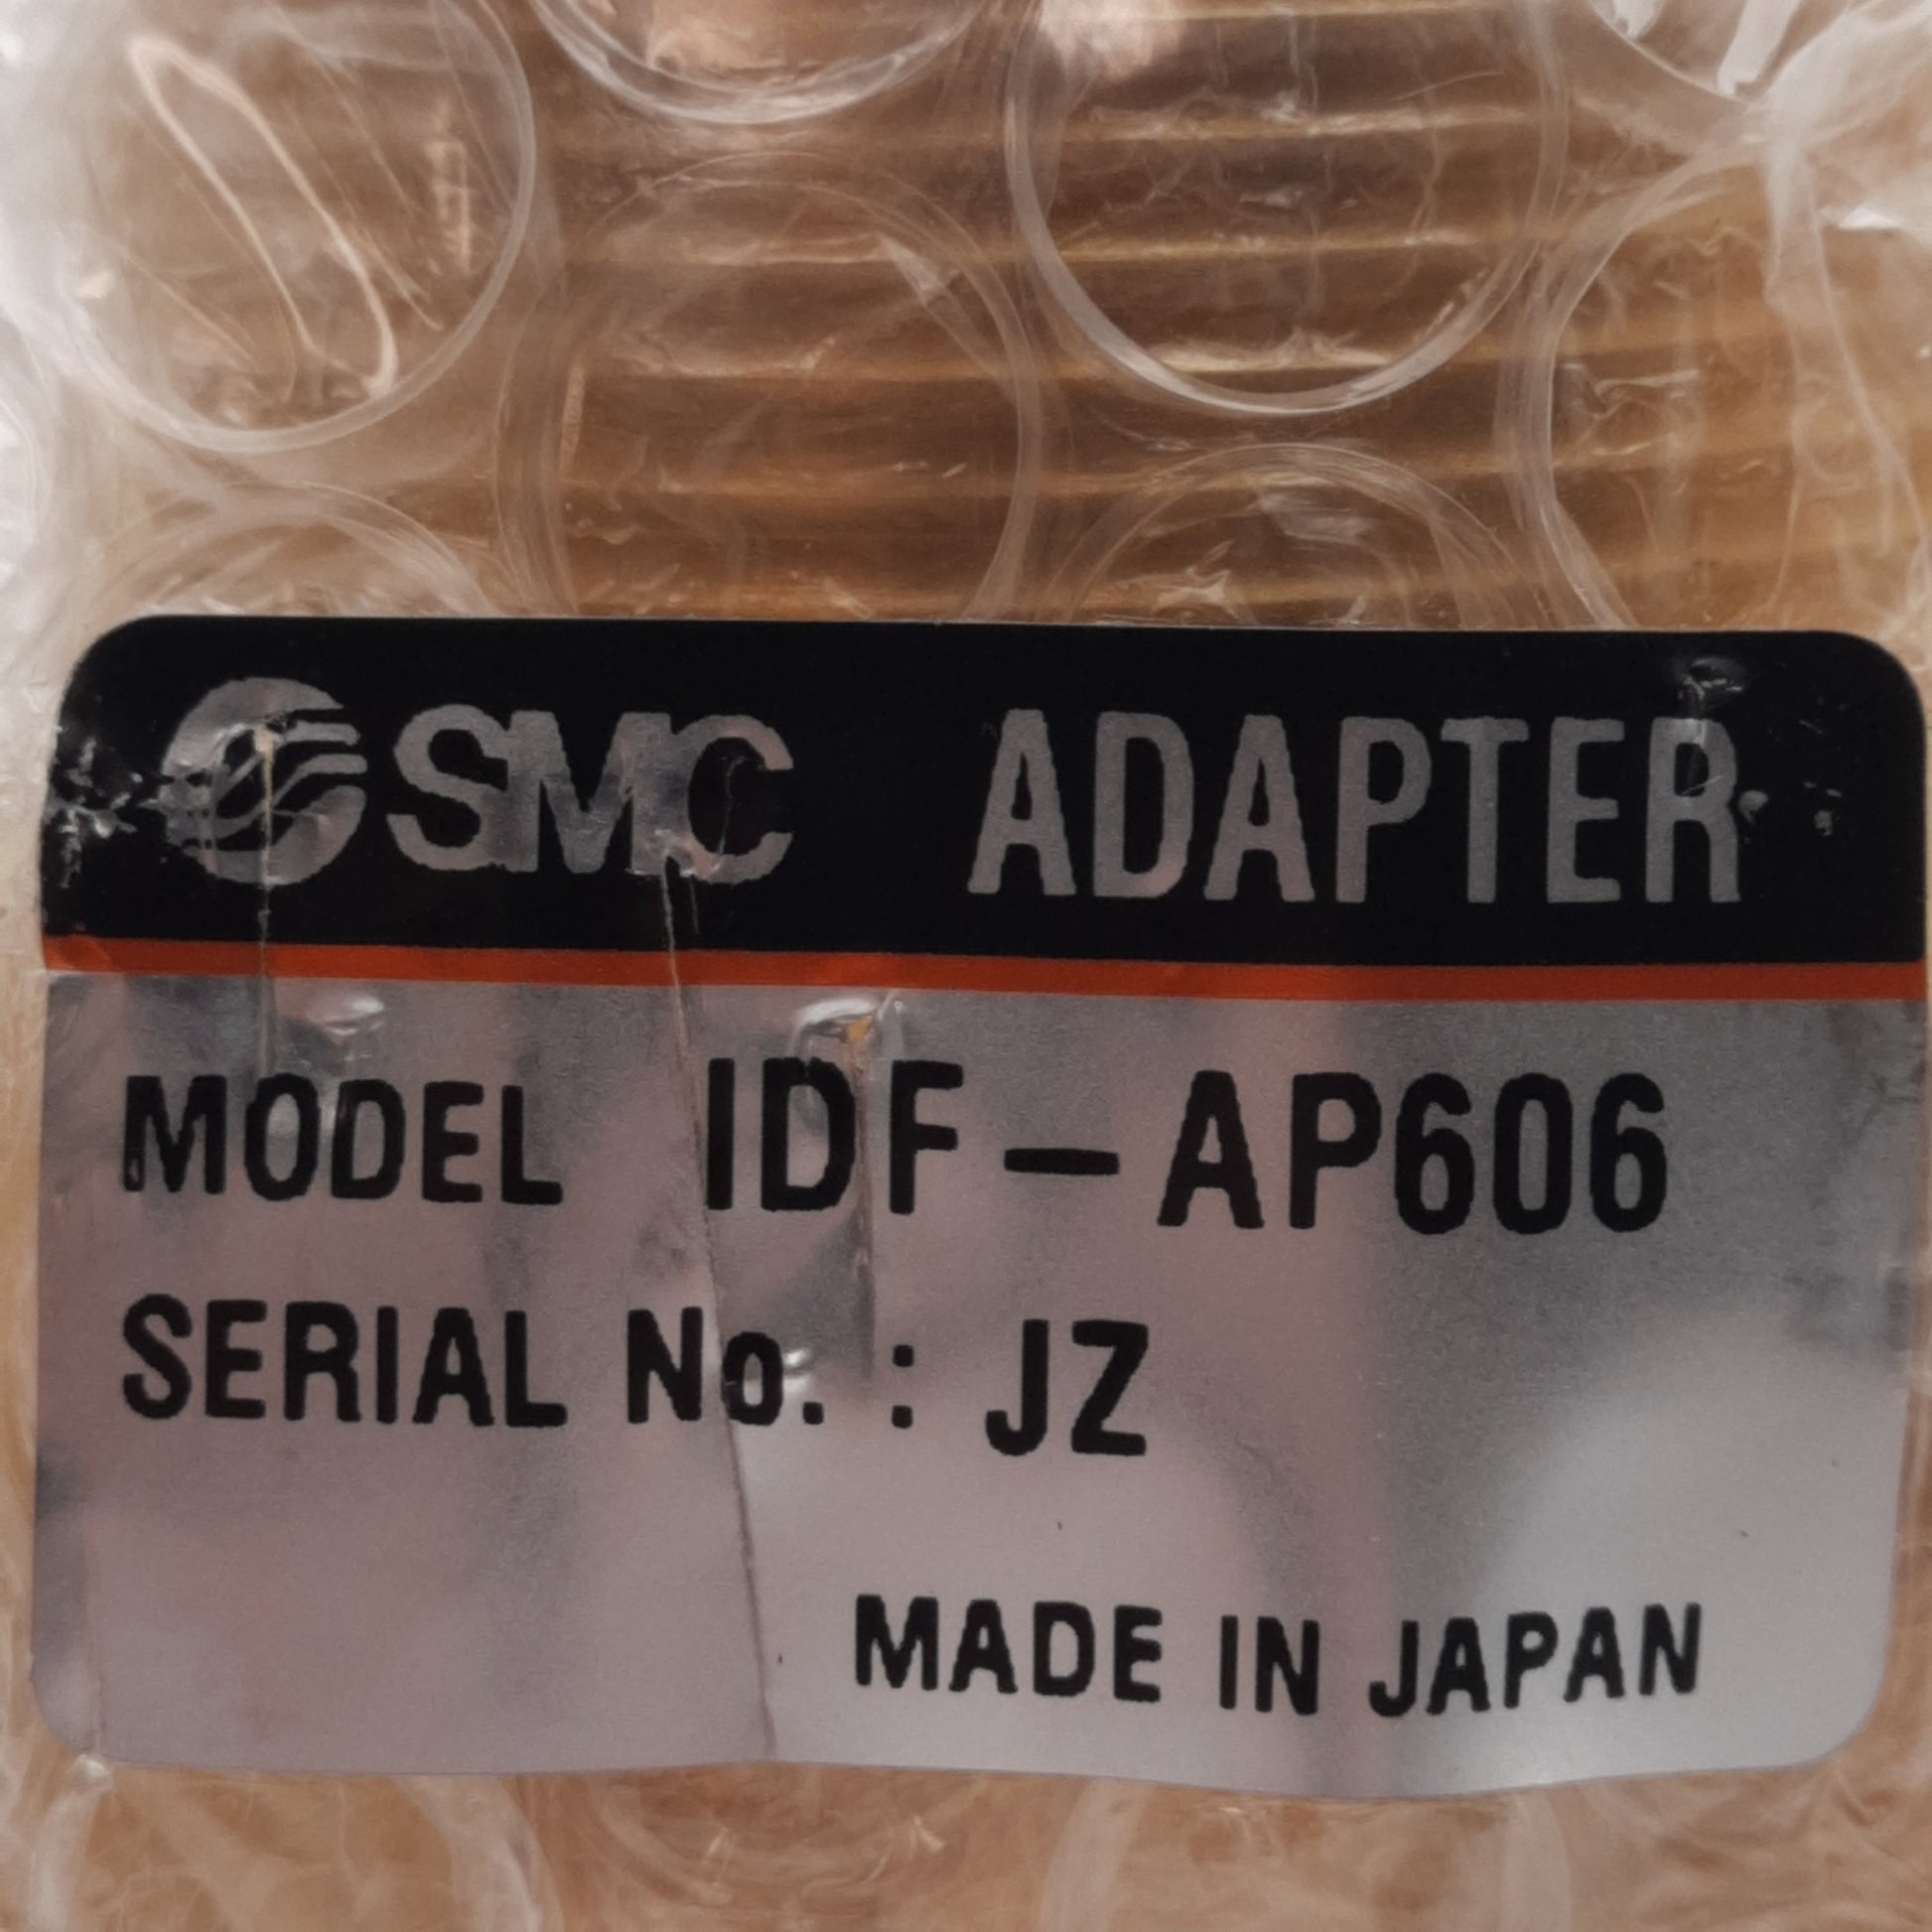 SMC ADAPTER
MODEL IDF-AP606
SERIAL No. : JZ
MADE IN JAPAN